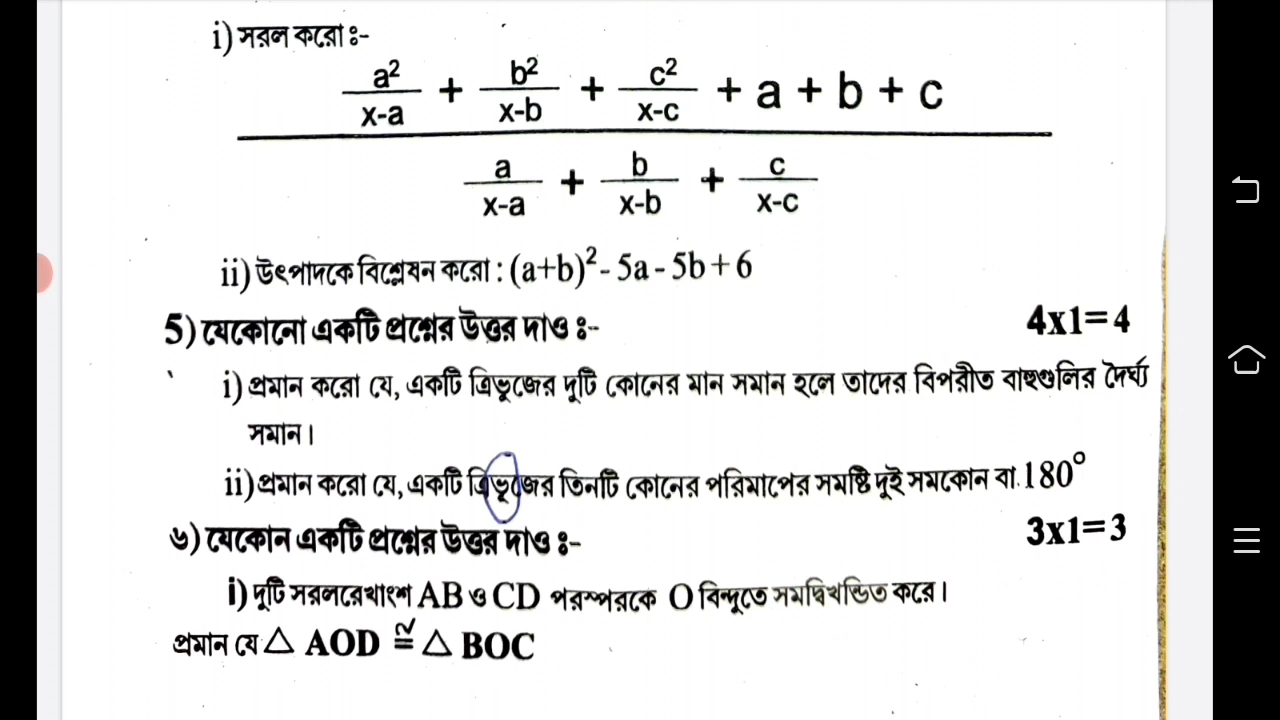 i) সরল করো ঃ-
a²/x-a + b²/x-b + c²/x-c + a + b + c
a/x-a + b/x-b + c/x-c
ii) উৎপাদকে বিশ্লেষন করো : (a+b)² - 5a - 5b + 6
5) যেকোনো একটি প্রশ্নের উত্তর দাও ঃ- 4x1=4
i) প্রমান করো যে, একটি ত্রিভুজের দুটি কোনের মান সমান হলে তাদের বিপরীত বাহুগুলির দৈর্ঘ্য
সমান।
ii) প্রমান করো যে, একটি ত্রিভূজের তিনটি কোনের পরিমাপের সমষ্টি দুই সমকোন বা 180°
৬) যেকোন একটি প্রশ্নের উত্তর দাও ঃ- 3x1=3
i) দুটি সরলরেখাংশ AB ও CD পরস্পরকে O বিন্দুতে সমদ্বিখন্ডিত করে।
প্রমান যে △ AOD ≅ △ BOC